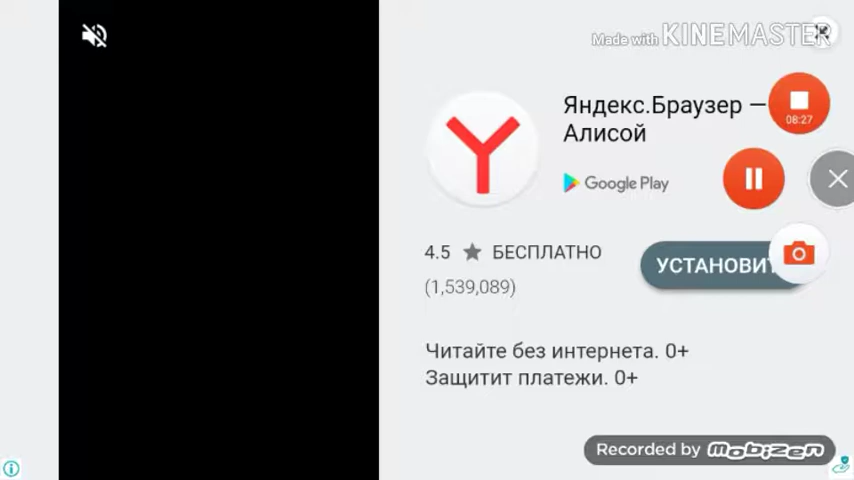 Made with KINEMASTER
Яндекс.Браузер —
Алисой
08:27
Google Play
4.5 ★ БЕСПЛАТНО
(1,539,089)
УСТАНОВИТ
Читайте без интернета. 0+
Защитит платежи. 0+
Recorded by mobizen